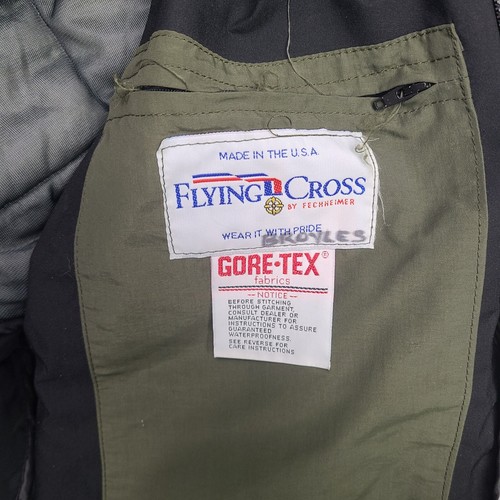 MADE IN THE U.S.A.
FLYING CROSS
BY FECHHEIMER
WEAR IT WITH PRIDE
BROYLES
GORE-TEX®
fabrics
— NOTICE —
BEFORE STITCHING
THROUGH GARMENT,
CONSULT DEALER OR
MANUFACTURER FOR
INSTRUCTIONS TO ASSURE
GUARANTEED
WATERPROOFNESS.
SEE REVERSE FOR
CARE INSTRUCTIONS